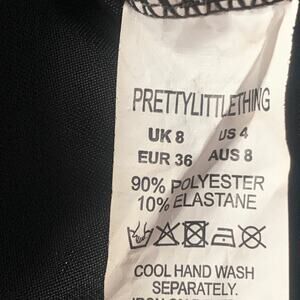 PRETTYLITTLETHING
UK 8 US 4
EUR 36 AUS 8
90% POLYESTER
10% ELASTANE
COOL HAND WASH
SEPARATELY.